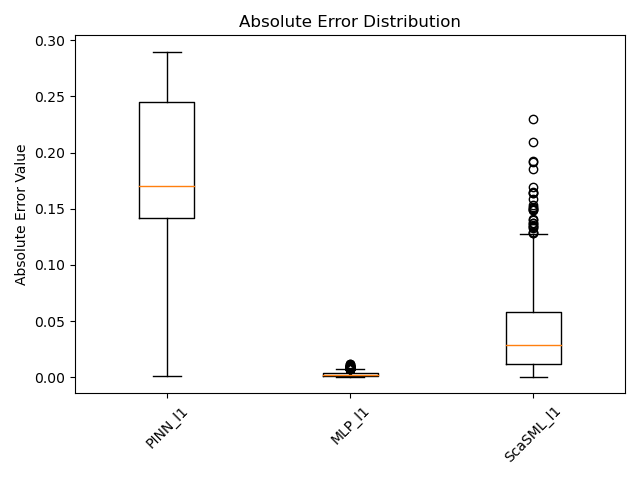 Absolute Error Distribution
Absolute Error Value
0.30
0.25
0.20
0.15
0.10
0.05
0.00
PINN_l1
MLP_l1
ScaSML_l1